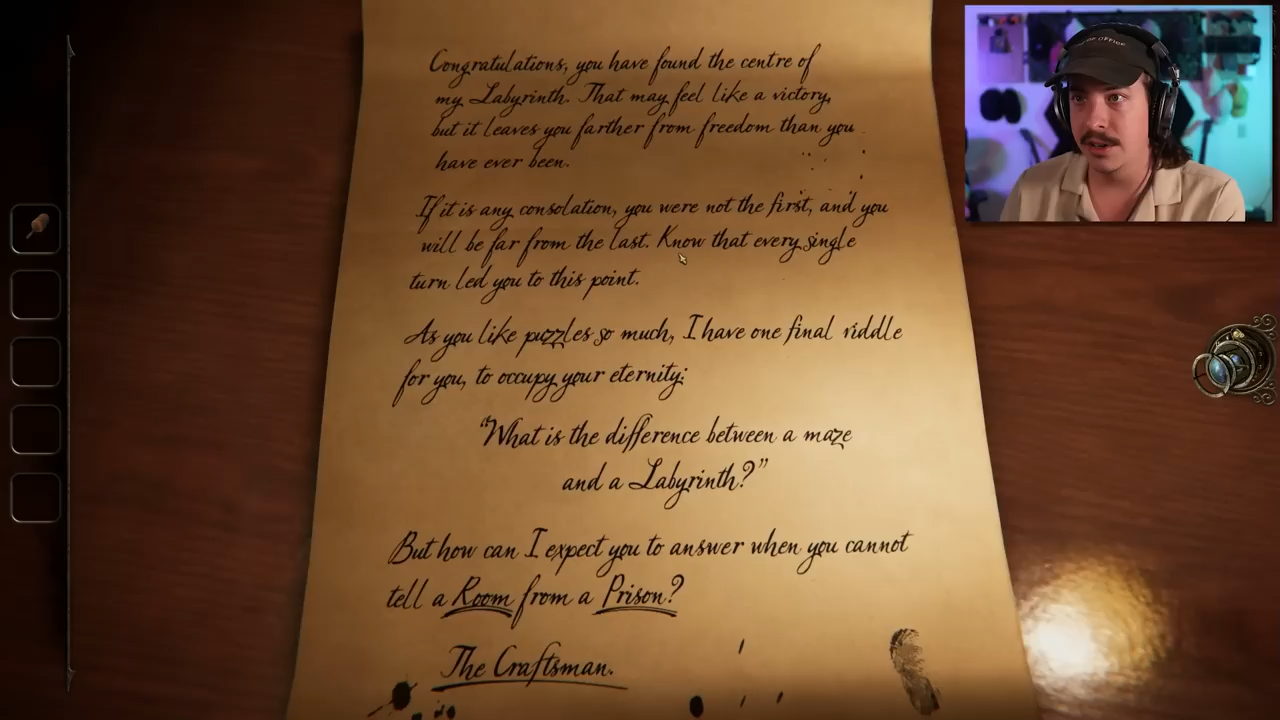 Congratulations, you have found the centre of
my Labyrinth. That may feel like a victory,
but it leaves you farther from freedom than you
have ever been.
If it is any consolation, you were not the first, and you
will be far from the last. Know that every single
turn led you to this point.
As you like puzzles so much, I have one final riddle
for you, to occupy your eternity:
"What is the difference between a maze
and a Labyrinth?"
But how can I expect you to answer when you cannot
tell a Room from a Prison?
The Craftsman.